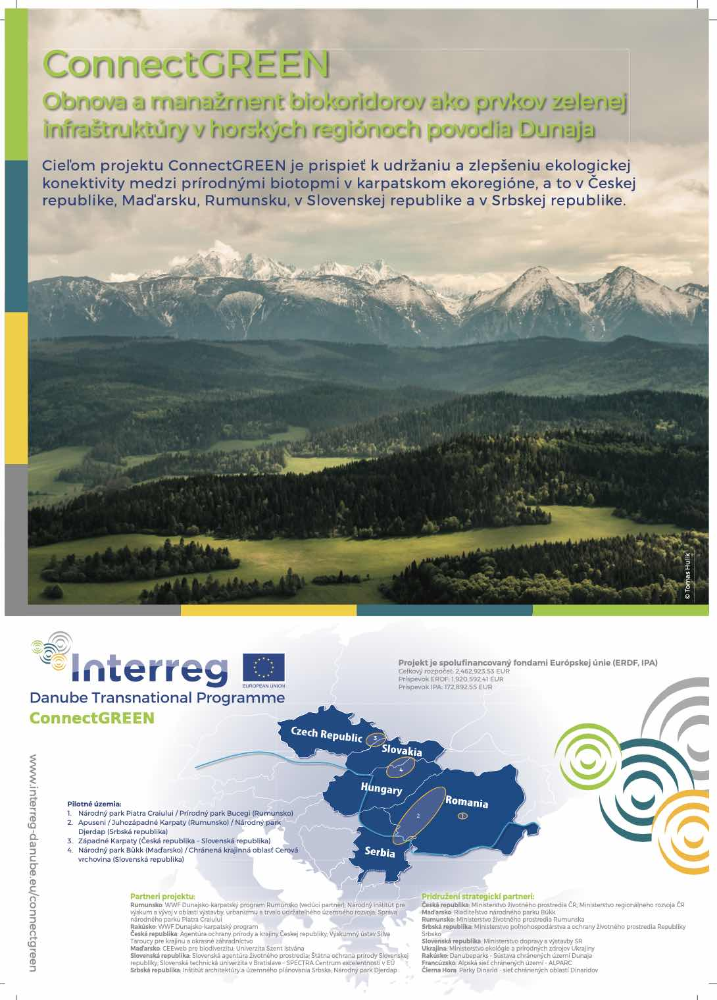 ConnectGREEN
Obnova a manažment biokoridorov ako prvkov zelenej
infraštruktúry v horských regiónoch povodia Dunaja
Cieľom projektu ConnectGREEN je prispieť k udržaniu a zlepšeniu ekologickej
konektivity medzi prírodnými biotopmi v karpatskom ekoregióne, a to v Českej
republike, Maďarsku, Rumunsku, v Slovenskej republike a v Srbskej republike.
© Tomas Hulik
Interreg
EUROPEAN UNION
Danube Transnational Programme
ConnectGREEN
Projekt je spolufinancovaný fondami Európskej únie (ERDF, IPA)
Celkový rozpočet: 2,462,923.53 EUR
Príspevok ERDF: 1,920,592.41 EUR
Príspevok IPA: 172,892.55 EUR
Czech Republic
3
Slovakia
4
Hungary
Romania
2
1
Serbia
www.interreg-danube.eu/connectgreen
Pilotné územia:
1. Národný park Piatra Craiului / Prírodný park Bucegi (Rumunsko)
2. Apuseni / Juhozápadné Karpaty (Rumunsko) / Národný park
Djerdap (Srbská republika)
3. Západné Karpaty (Česká republika – Slovenská republika)
4. Národný park Bükk (Maďarsko) / Chránená krajinná oblasť Cerová
vrchovina (Slovenská republika)
Partneri projektu:
Rumunsko: WWF Dunajsko-karpatský program Rumunsko (vedúci partner); Národný inštitút pre
výskum a vývoj v oblasti výstavby, urbanizmu a trvalo udržateľného územného rozvoja; Správa
národného parku Piatra Craiului
Rakúsko: WWF Dunajsko-karpatský program
Česká republika: Agentúra ochrany prírody a krajiny Českej republiky; Výskumný ústav Silva
Taroucy pre krajinu a okrasné záhradníctvo
Maďarsko: CEEweb pre biodiverzitu; Univerzita Szent Istvána
Slovenská republika: Slovenská agentúra životného prostredia; Štátna ochrana prírody Slovenskej
republiky; Slovenská technická univerzita v Bratislave – SPECTRA Centrum excelentnosti v EÚ
Srbská republika: Inštitút architektúry a územného plánovania Srbska; Národný park Djerdap
Pridružení strategickí partneri:
Česká republika: Ministerstvo životného prostredia ČR; Ministerstvo regionálneho rozvoja ČR
Maďarsko: Riaditeľstvo národného parku Bükk
Rumunsko: Ministerstvo životného prostredia Rumunska
Srbská republika: Ministerstvo poľnohospodárstva a ochrany životného prostredia Republiky
Srbsko
Slovenská republika: Ministerstvo dopravy a výstavby SR
Ukrajina: Ministerstvo ekológie a prírodných zdrojov Ukrajiny
Rakúsko: Danubeparks - Sústava chránených území Dunaja
Francúzsko: Alpská sieť chránených území - ALPARC
Čierna Hora: Parky Dinarid - sieť chránených oblastí Dinaridov